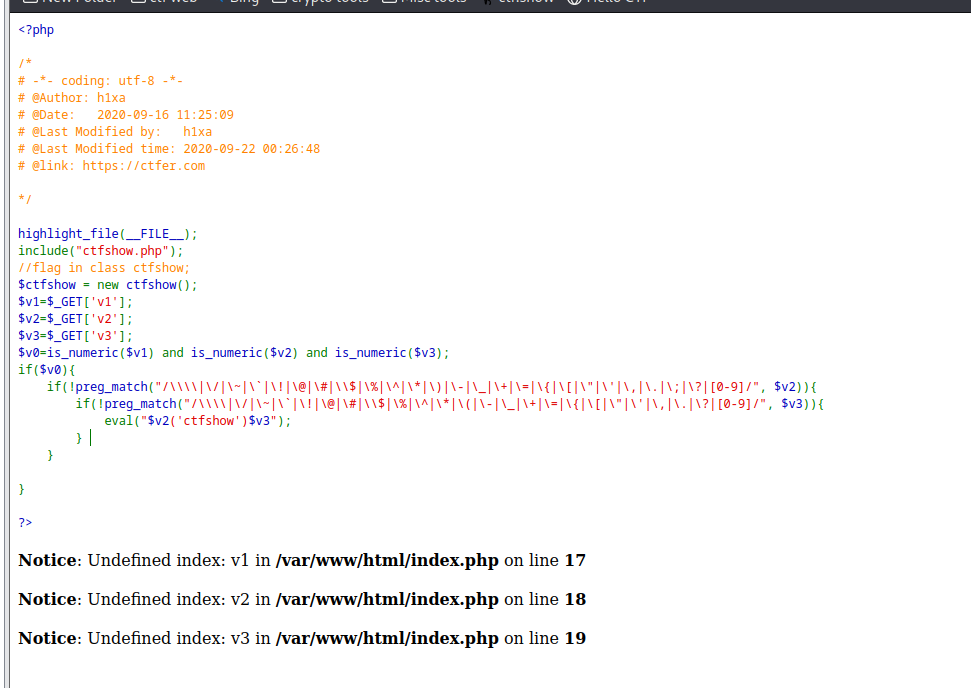 New Folder ctf web Bing crypto tools Misc tools ctfshow Hello CTF
<?php
/*
# -*- coding: utf-8 -*-
# @Author: h1xa
# @Date:   2020-09-16 11:25:09
# @Last Modified by:   h1xa
# @Last Modified time: 2020-09-22 00:26:48
# @link: https://ctfer.com
*/
highlight_file(__FILE__);
include("ctfshow.php");
//flag in class ctfshow;
$ctfshow = new ctfshow();
$v1=$_GET['v1'];
$v2=$_GET['v2'];
$v3=$_GET['v3'];
$v0=is_numeric($v1) and is_numeric($v2) and is_numeric($v3);
if($v0){
    if(!preg_match("/\\\\|\/|\~|\`|\!|\@|\#|\\$|\%|\^|\*|\)|\-|\_|\+|\=|\{|\[|\"|\'|\,|\.|\;|\?|[0-9]/", $v2)){
        if(!preg_match("/\\\\|\/|\~|\`|\!|\@|\#|\\$|\%|\^|\*|\(|\-|\_|\+|\=|\{|\[|\"|\'|\,|\.|\?|[0-9]/", $v3)){
            eval("$v2('ctfshow')$v3");
        }
    }
}
?>
Notice: Undefined index: v1 in /var/www/html/index.php on line 17
Notice: Undefined index: v2 in /var/www/html/index.php on line 18
Notice: Undefined index: v3 in /var/www/html/index.php on line 19